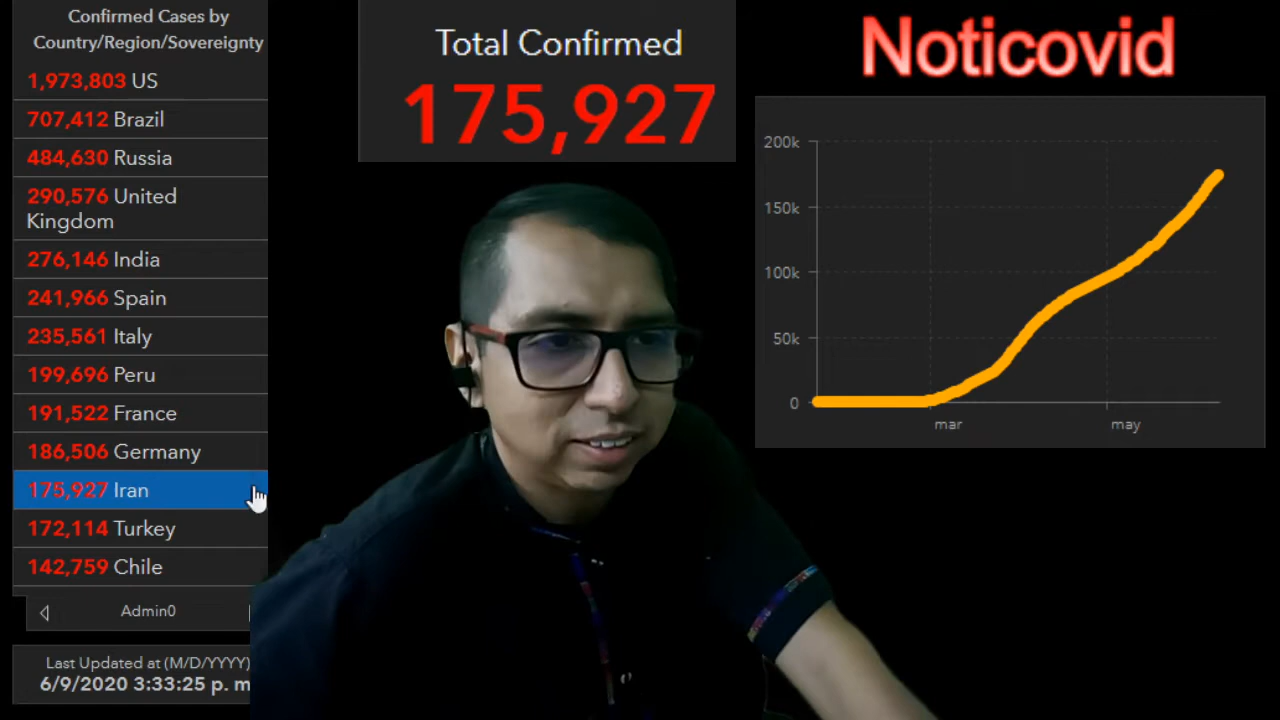 Confirmed Cases by
Country/Region/Sovereignty
1,973,803 US
707,412 Brazil
484,630 Russia
290,576 United
Kingdom
276,146 India
241,966 Spain
235,561 Italy
199,696 Peru
191,522 France
186,506 Germany
175,927 Iran
172,114 Turkey
142,759 Chile
Admin0
Last Updated at (M/D/YYYY)
6/9/2020 3:33:25 p. m
Total Confirmed
175,927
Noticovid
200k
150k
100k
50k
0
mar
may